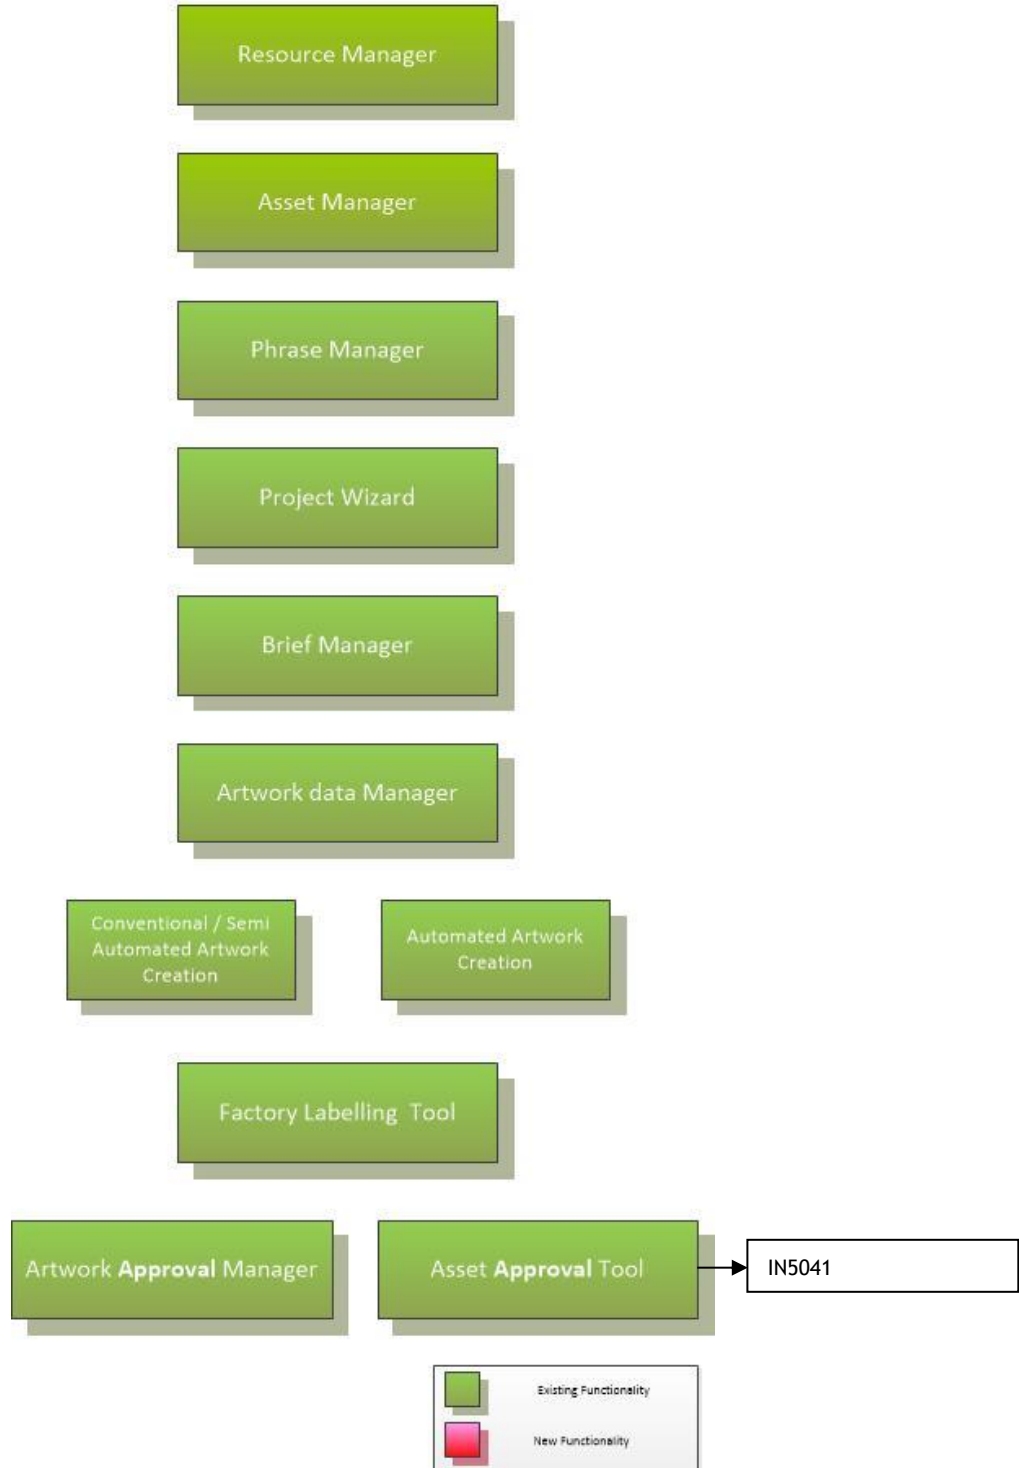 Resource Manager
Asset Manager
Phrase Manager
Project Wizard
Brief Manager
Artwork data Manager
Conventional / Semi
Automated Artwork
Creation
Automated Artwork
Creation
Factory Labelling Tool
Artwork Approval Manager
Asset Approval Tool
IN5041
Existing Functionality
New Functionality